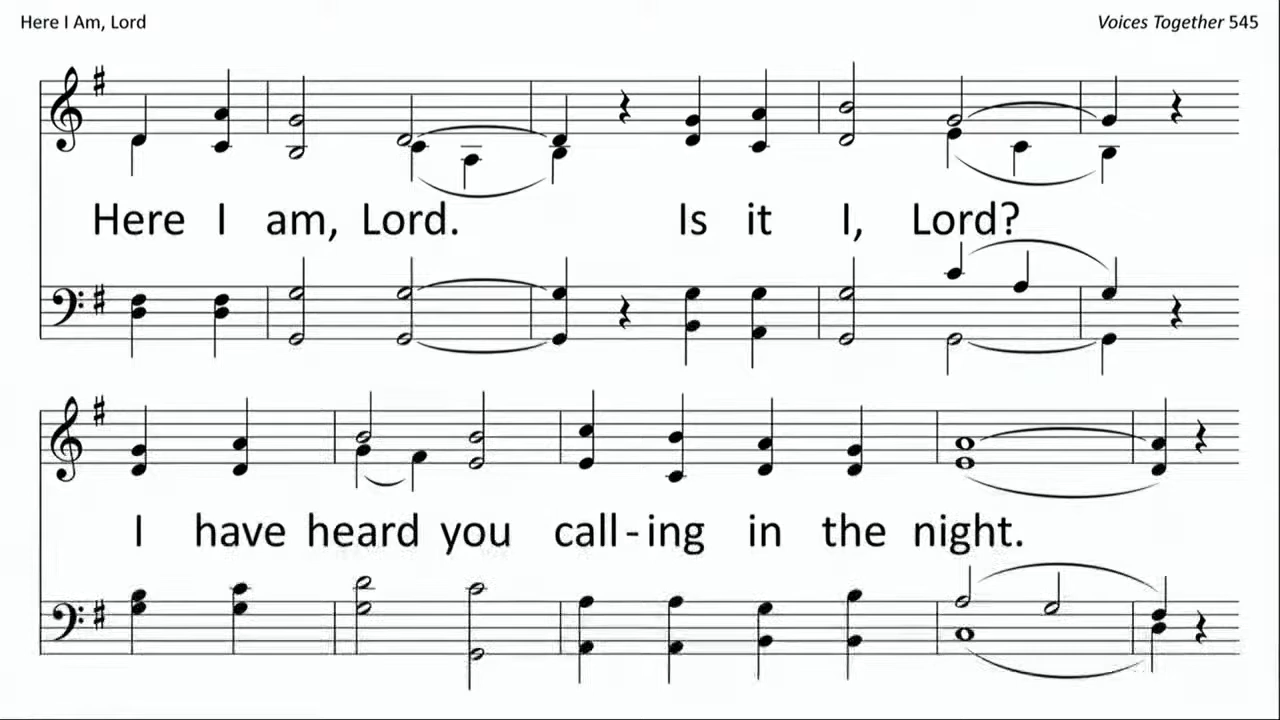 Here I Am, Lord
Voices Together 545
Here I am, Lord. Is it I, Lord?
I have heard you call-ing in the night.